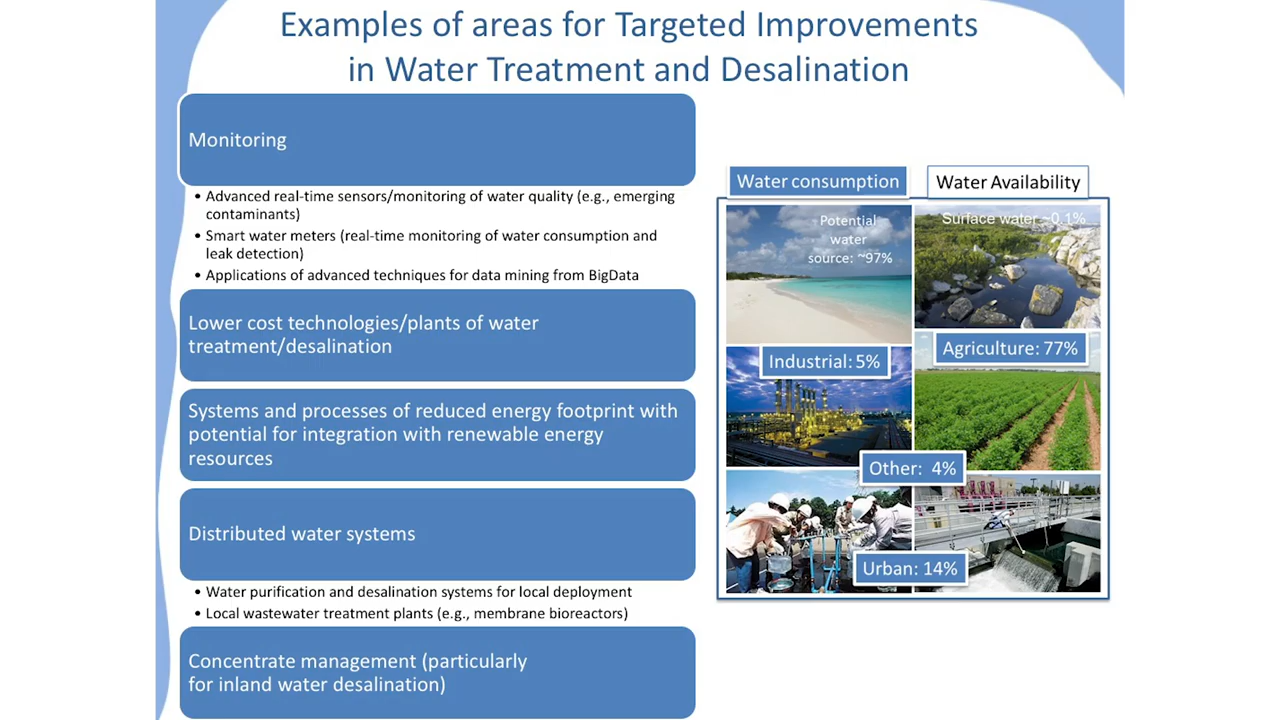 Examples of areas for Targeted Improvements
in Water Treatment and Desalination
Monitoring
• Advanced real-time sensors/monitoring of water quality (e.g., emerging
contaminants)
• Smart water meters (real-time monitoring of water consumption and
leak detection)
• Applications of advanced techniques for data mining from BigData
Lower cost technologies/plants of water
treatment/desalination
Systems and processes of reduced energy footprint with
potential for integration with renewable energy
resources
Distributed water systems
• Water purification and desalination systems for local deployment
• Local wastewater treatment plants (e.g., membrane bioreactors)
Concentrate management (particularly
for inland water desalination)
Water consumption
Water Availability
Potential
water
source: ~97%
Surface water ~0.1%
Industrial: 5%
Agriculture: 77%
Other:  4%
Urban: 14%